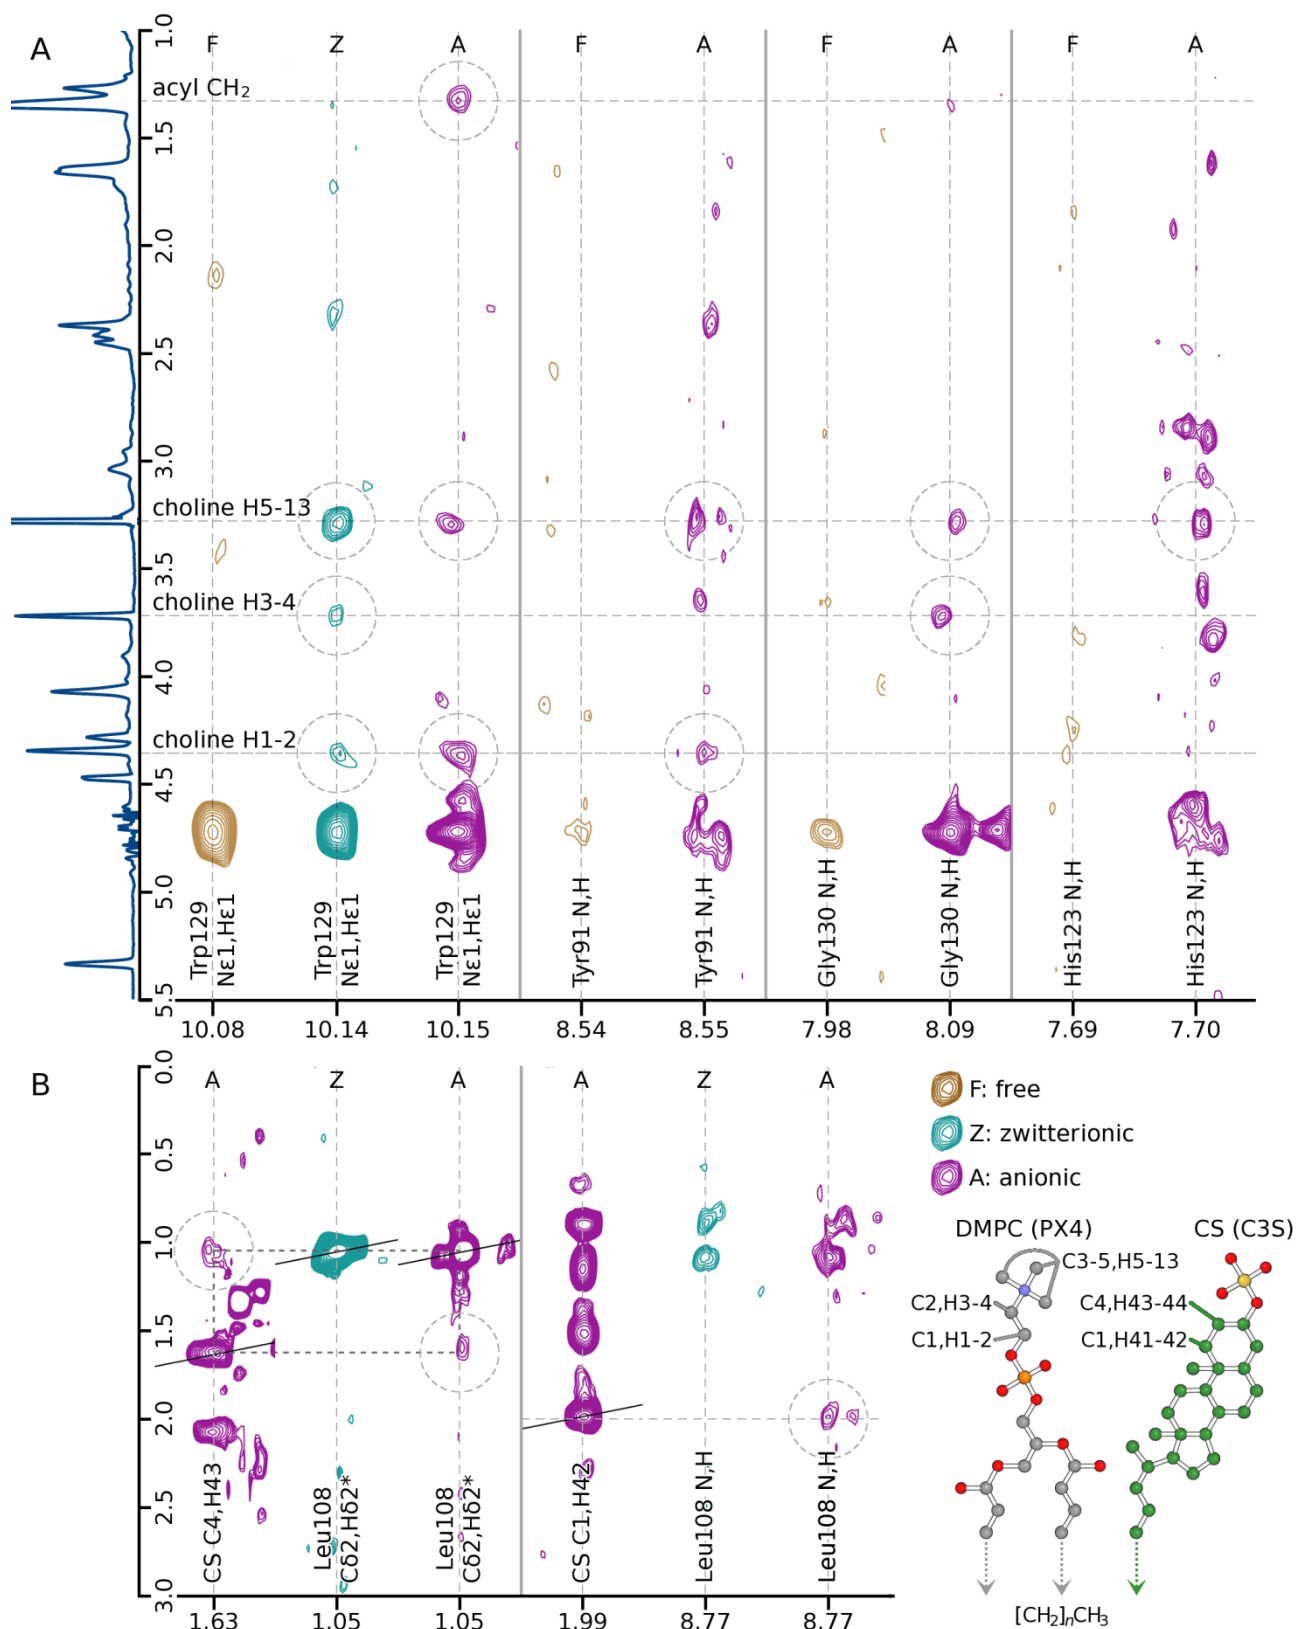 A
F Z A F A F A F A
1.0
acyl CH₂
1.5
2.0
2.5
3.0
choline H5-13
3.5
choline H3-4
4.0
choline H1-2
4.5
5.0
5.5
Trp129
Nε1,Hε1
Trp129
Nε1,Hε1
Trp129
Nε1,Hε1
Tyr91 N,H
Tyr91 N,H
Gly130 N,H
Gly130 N,H
His123 N,H
His123 N,H
10.08 10.14 10.15 8.54 8.55 7.98 8.09 7.69 7.70
B
A Z A A Z A
0.0
0.5
1.0
1.5
2.0
2.5
3.0
CS C4,H43
Leu108
Cδ2,Hδ2*
Leu108
Cδ2,Hδ2*
CS C1,H42
Leu108 N,H
Leu108 N,H
1.63 1.05 1.05 1.99 8.77 8.77
F: free
Z: zwitterionic
A: anionic
DMPC (PX4) CS (C3S)
C3-5,H5-13
C2,H3-4 C4,H43-44
C1,H1-2 C1,H41-42
[CH₂]ₙCH₃